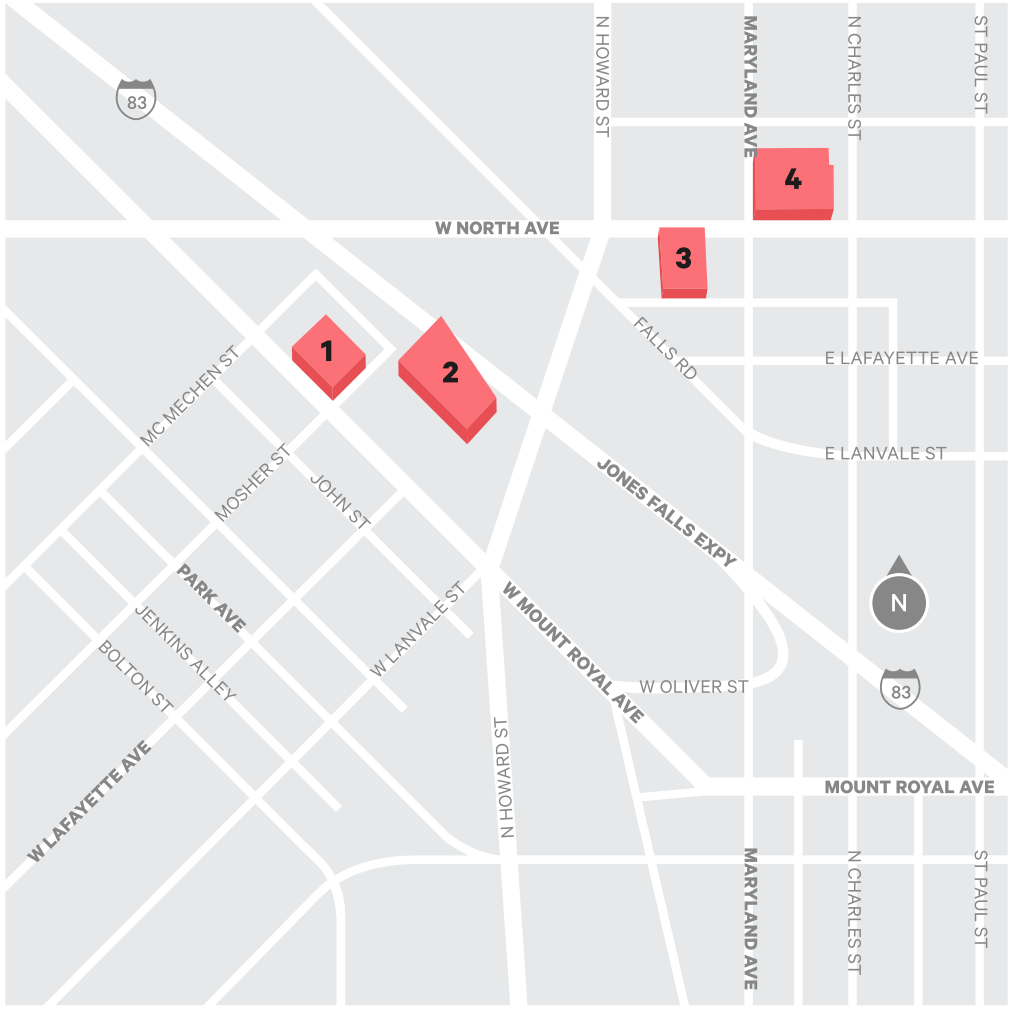 N HOWARD ST
MARYLAND AVE
N CHARLES ST
ST PAUL ST
83
4
W NORTH AVE
3
1
2
FALLS RD
MC MECHEN ST
E LAFAYETTE AVE
MOSHER ST
JOHN ST
E LANVALE ST
JONES FALLS EXPY
PARK AVE
N
JENKINS ALLEY
W LANVALE ST
W MOUNT ROYAL AVE
BOLTON ST
W OLIVER ST
83
W LAFAYETTE AVE
N HOWARD ST
MOUNT ROYAL AVE
MARYLAND AVE
N CHARLES ST
ST PAUL ST